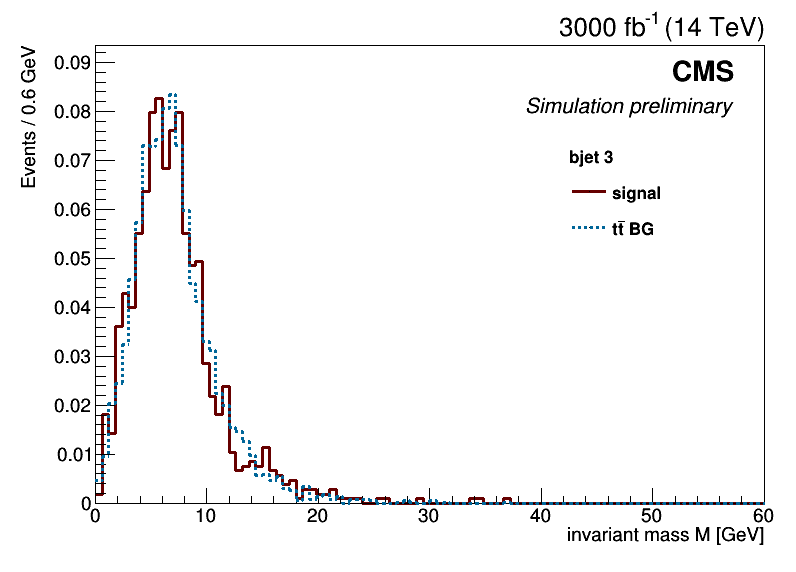 3000 fb⁻¹ (14 TeV)
Events / 0.6 GeV
CMS
Simulation preliminary
bjet 3
signal
tt̄ BG
0.09
0.08
0.07
0.06
0.05
0.04
0.03
0.02
0.01
0
0 10 20 30 40 50 60
invariant mass M [GeV]